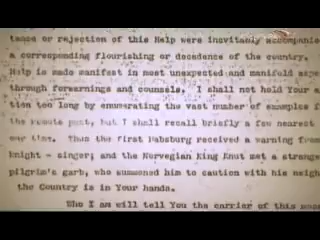 tance or rejection of this Help were inevitably accompanie
a corresponding flourishing or decadence of the country.
Help is made manifest in most unexpected and manifold aspe
through forwarnings and counsels. I shall not hold Your a
tion too long by enumerating the vast number of examples f
the remote past, but I shall recall briefly a few nearest
our time. Thus the first Habsburg received a warning from
knight - singer; and the Norwegian King Knut met a strange
pilgrim's garb, who summoned him to caution with his neigh
the Country is in Your hands.
Who I am will tell You the carrier of this